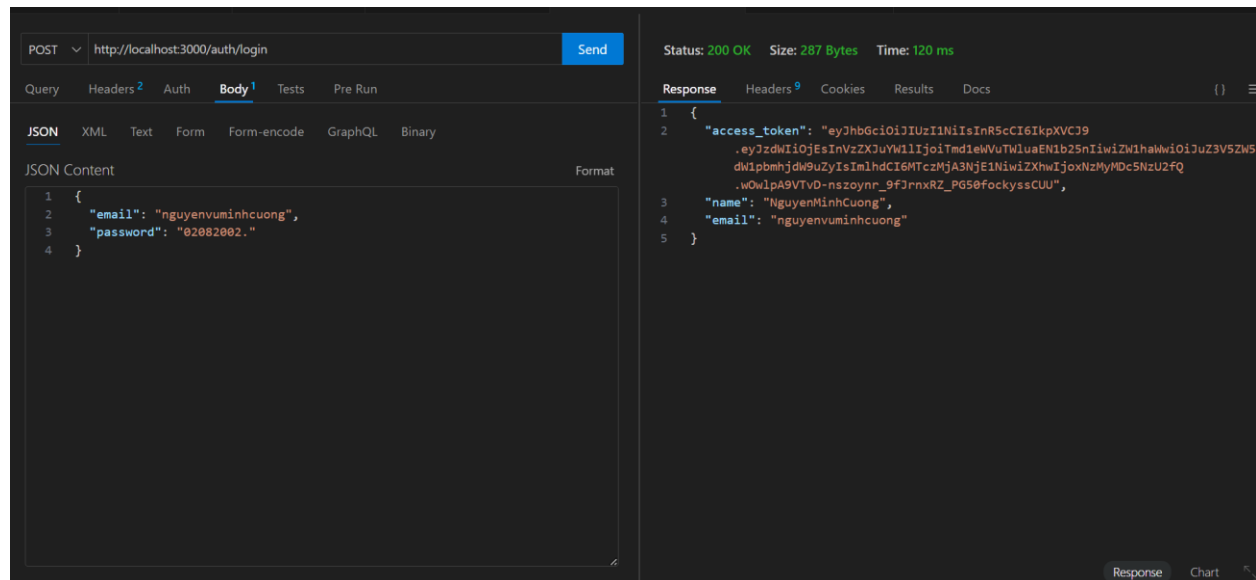 POST http://localhost:3000/auth/login Send
Query Headers 2 Auth Body 1 Tests Pre Run
JSON XML Text Form Form-encode GraphQL Binary
JSON Content Format
1 {
2 "email": "nguyenvuminhcuong",
3 "password": "02082002."
4 }
Status: 200 OK Size: 287 Bytes Time: 120 ms
Response Headers 9 Cookies Results Docs {}
1 {
2 "access_token": "eyJhbGciOiJIUzI1NiIsInR5cCI6IkpXVCJ9
.eyJzdWIiOjEsInVzZXJuYW1lIjoiTmd1eWVuTWluaEN1b25nIiwiZW1haWwiOiJuZ3V5ZW5
dW1pbmhjdW9uZyIsImlhdCI6MTczMjA3NjE1NiwiZXhwIjoxNzMyMDc5NzU2fQ
.wOwlpA9VTvD-nszoynr_9fJrnxRZ_PG50fockyssCUU",
3 "name": "NguyenMinhCuong",
4 "email": "nguyenvuminhcuong"
5 }
Response Chart